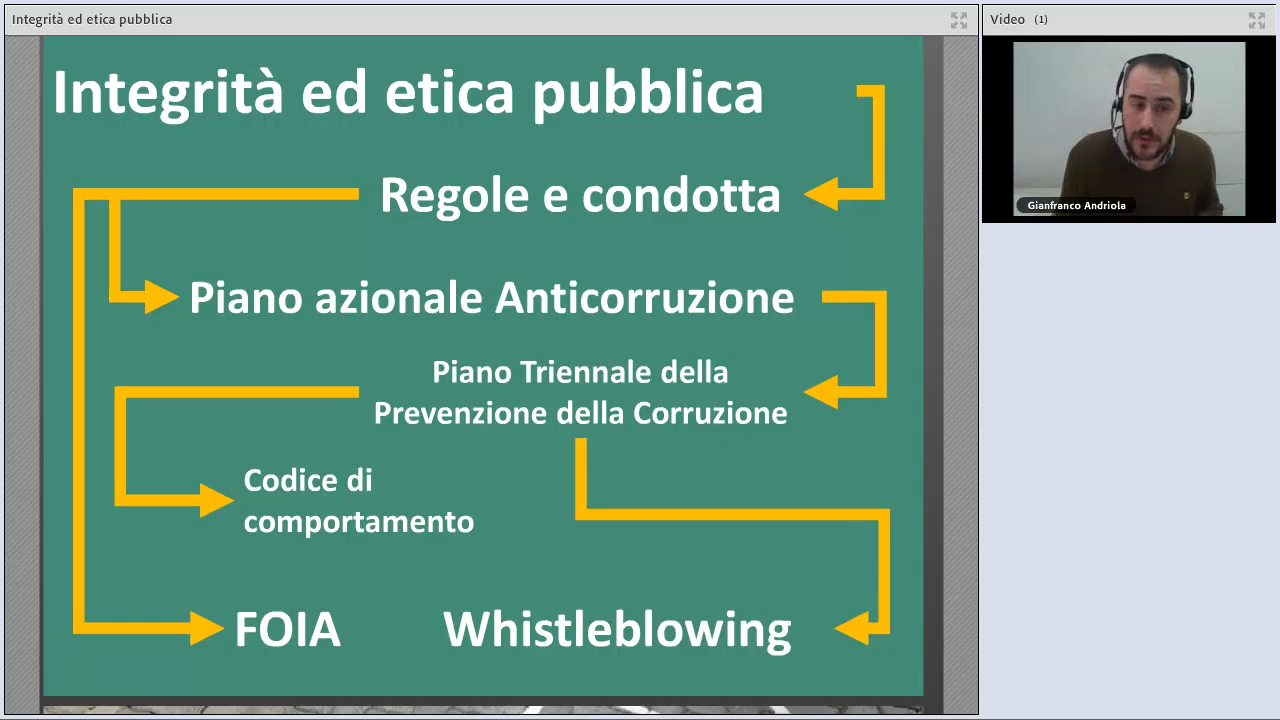 Integrità ed etica pubblica
Video (1)
Integrità ed etica pubblica
Regole e condotta
Piano azionale Anticorruzione
Piano Triennale della
Prevenzione della Corruzione
Codice di
comportamento
FOIA
Whistleblowing
Gianfranco Andriola